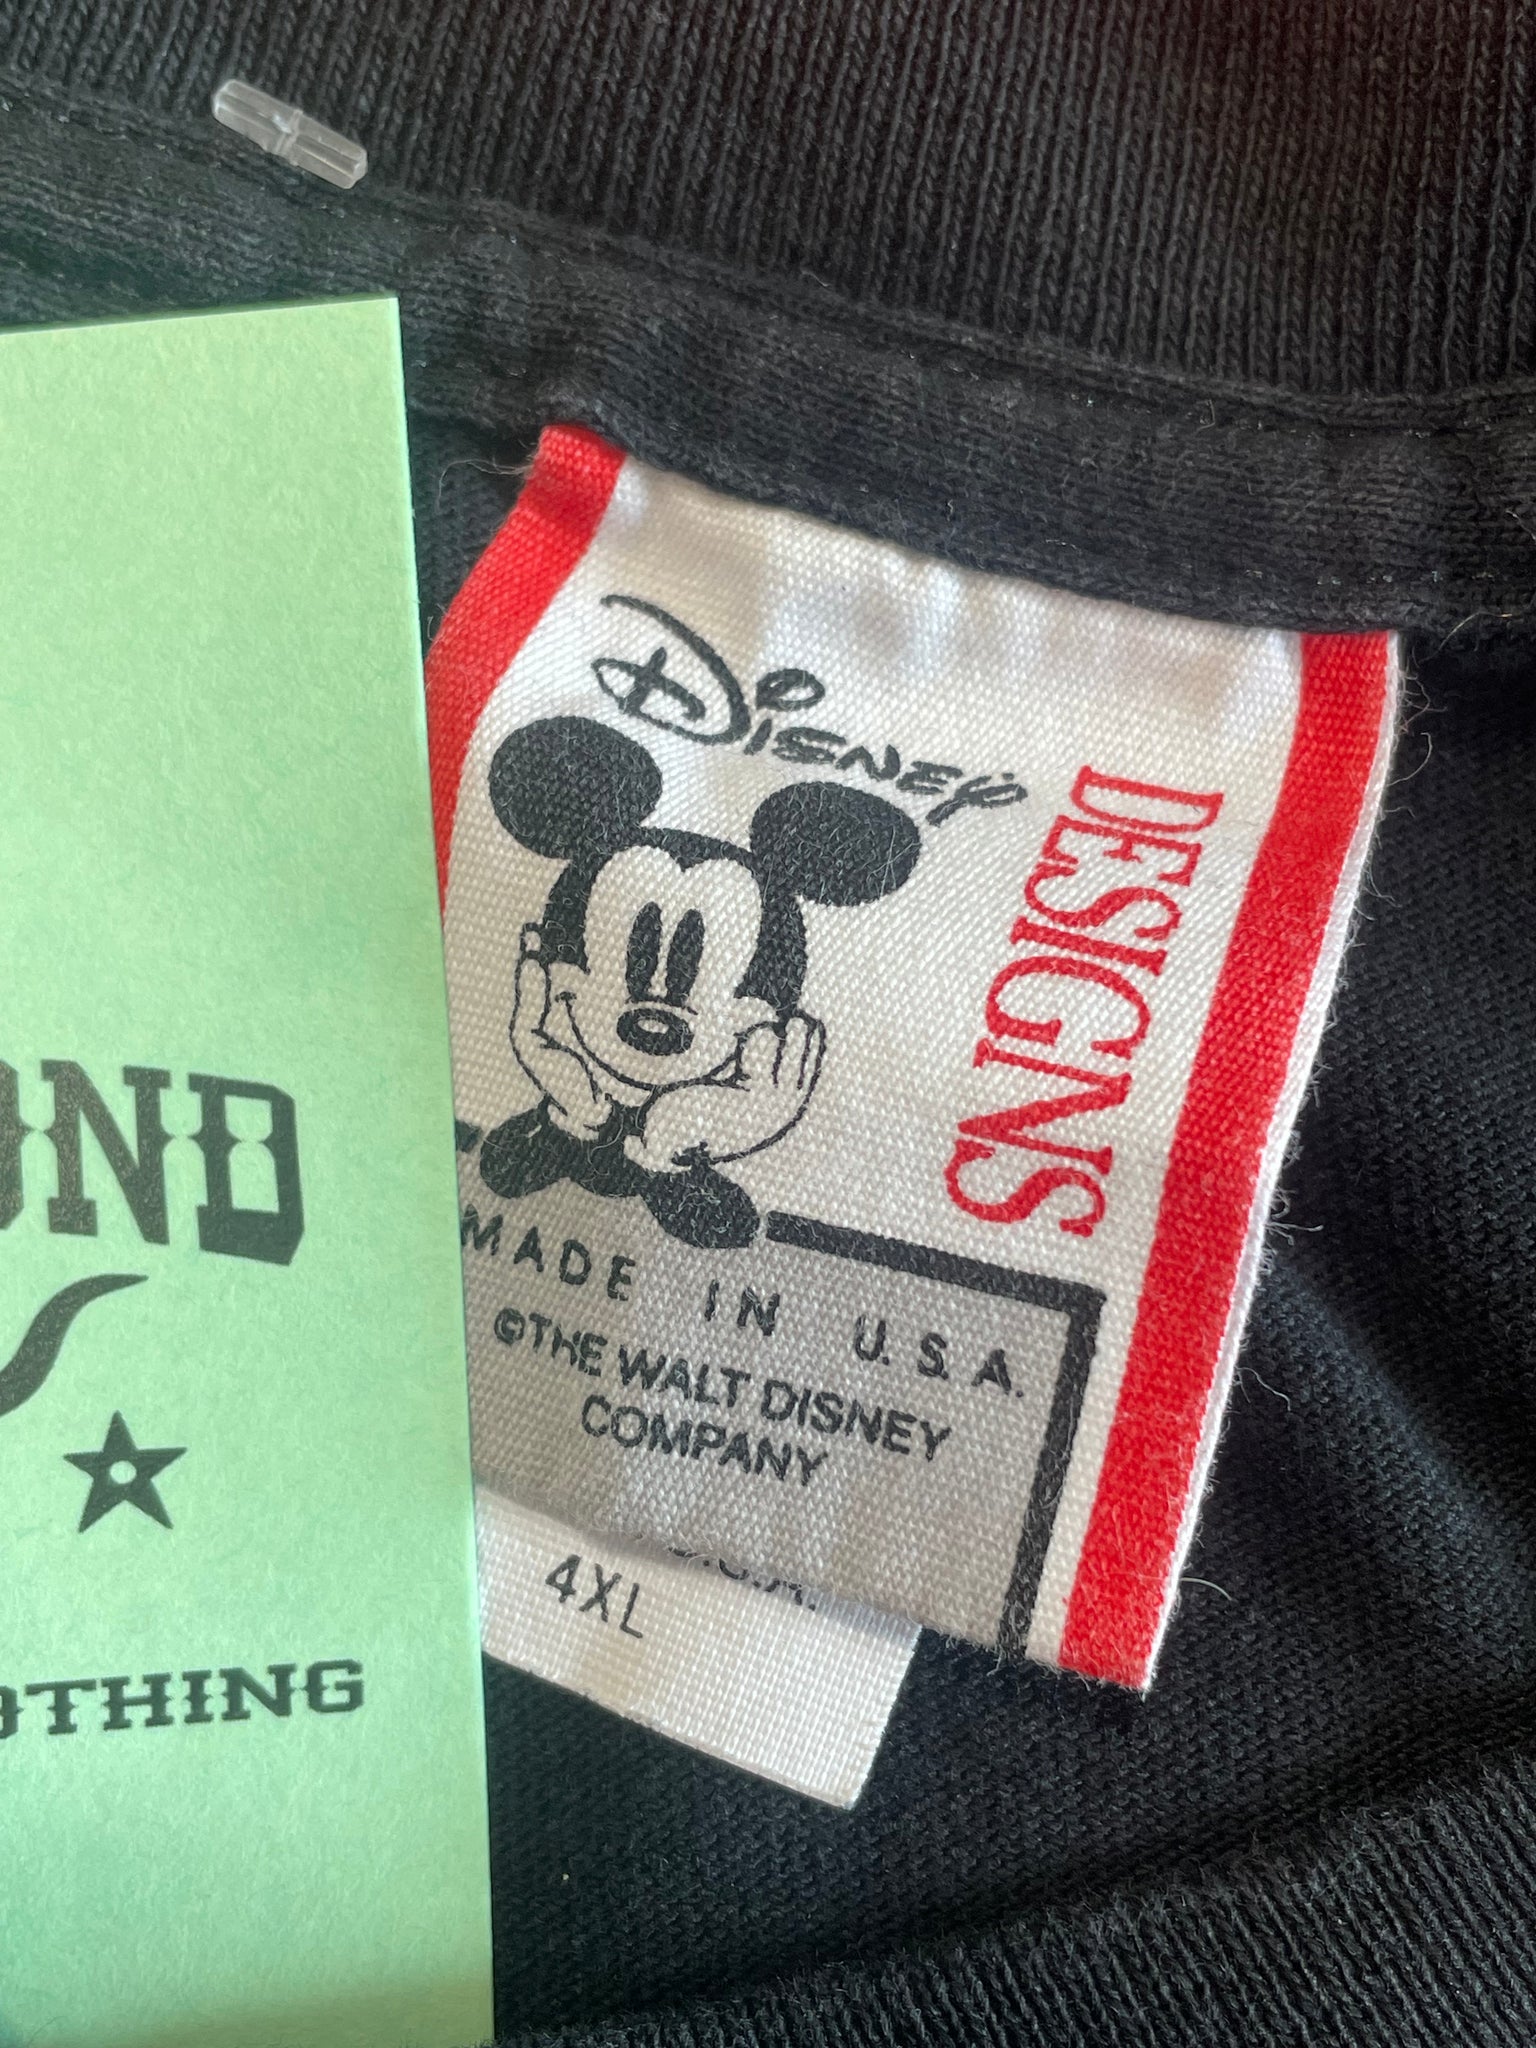 Disney
DESIGNS
MADE IN U.S.A.
©THE WALT DISNEY
COMPANY
U.S.A.
4XL
OND
OTHING